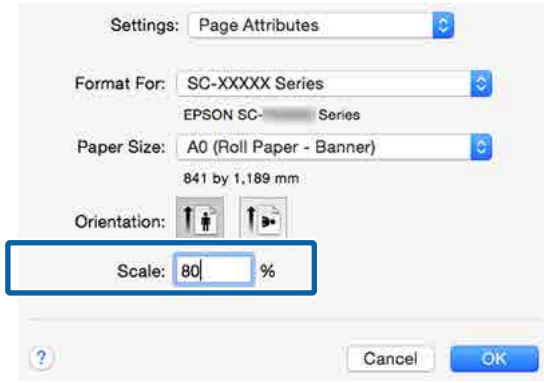 Settings: Page Attributes
Format For: SC-XXXXX Series
EPSON SC- Series
Paper Size: A0 (Roll Paper - Banner)
841 by 1,189 mm
Orientation:
Scale: 80 %
? Cancel OK